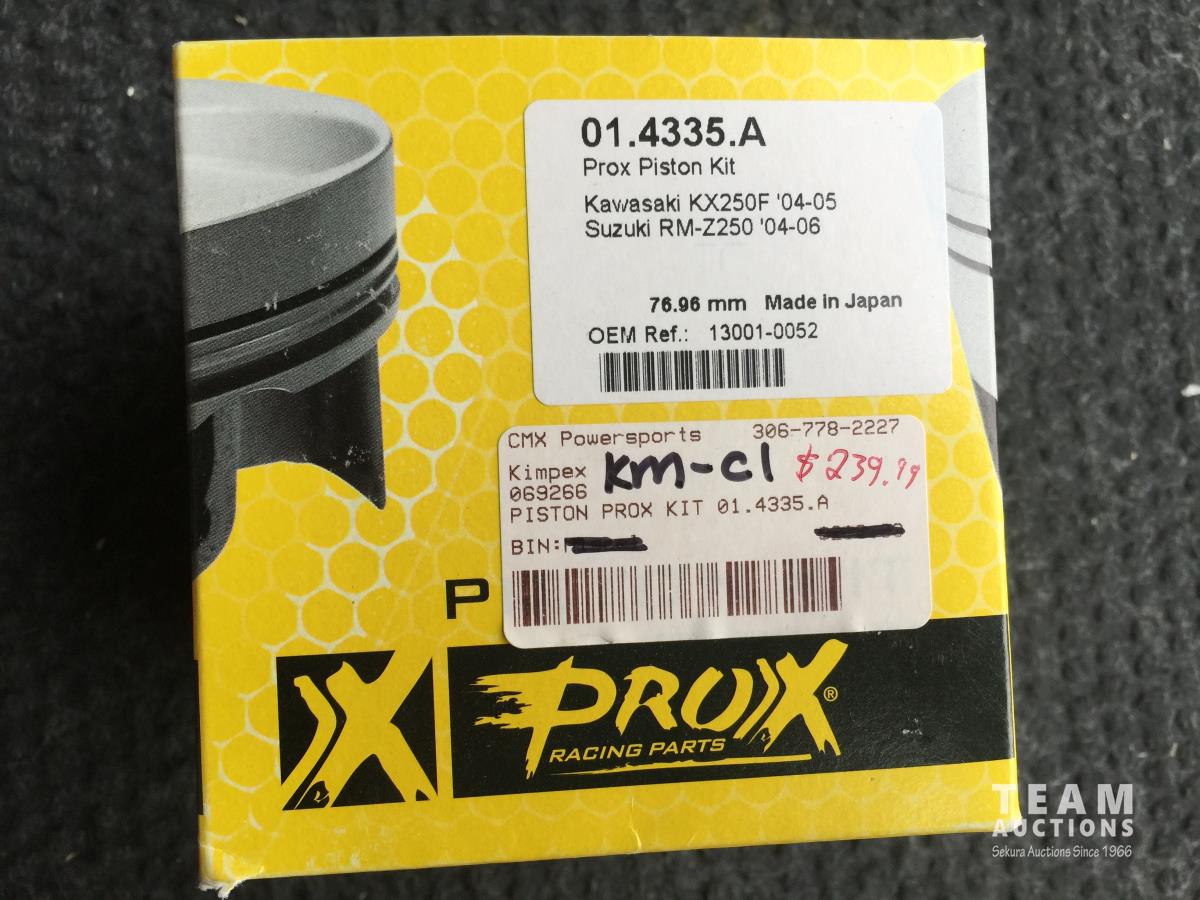 01.4335.A
Prox Piston Kit
Kawasaki KX250F '04-05
Suzuki RM-Z250 '04-06
76.96 mm Made in Japan
OEM Ref.: 13001-0052
CMX Powersports 306-778-2227
Kimpex KM-C1 $239.99
069266
PISTON PROX KIT 01.4335.A
BIN:
P
PROX®
RACING PARTS
TEAM
AUCTIONS
Sekura Auctions Since 1966